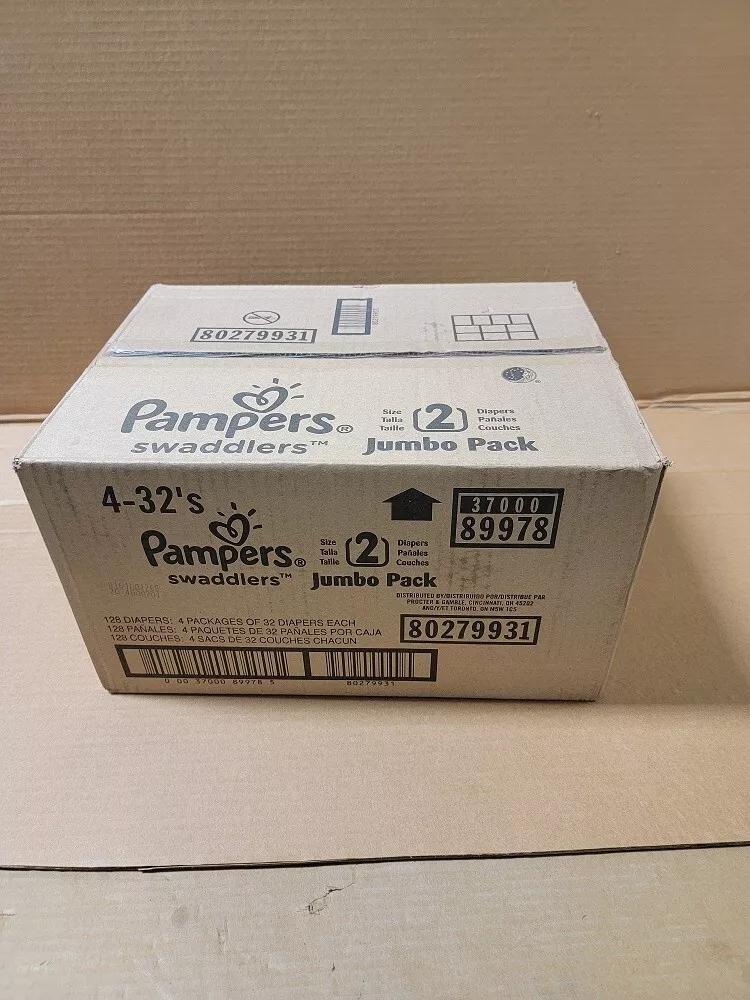 80279931
Pampers®
swaddlers™
Size 2 Diapers
Talla Pañales
Taille Couches
Jumbo Pack
4-32's
Pampers®
swaddlers™
Size 2 Diapers
Talla Pañales
Taille Couches
Jumbo Pack
37000
89978
DISTRIBUTED BY/DISTRIBUIDO POR/DISTRIBUÉ PAR
PROCTER & GAMBLE, CINCINNATI, OH 45202
AND/Y/ET TORONTO, ON M5W 1C5
80279931
128 DIAPERS: 4 PACKAGES OF 32 DIAPERS EACH
128 PAÑALES: 4 PAQUETES DE 32 PAÑALES POR CAJA
128 COUCHES: 4 SACS DE 32 COUCHES CHACUN
0 00 37000 89978 5
80279931